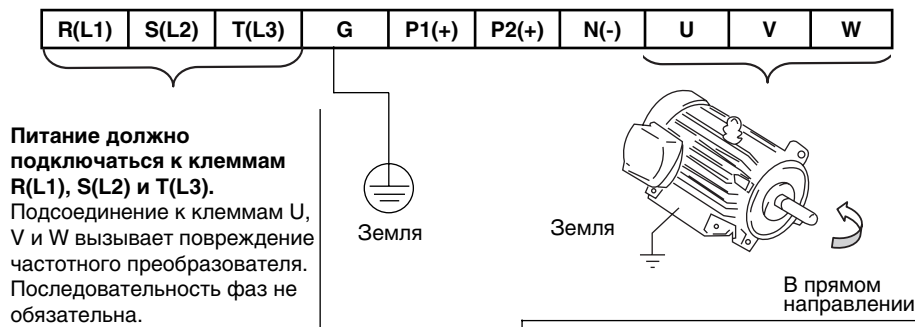 R(L1) S(L2) T(L3) G P1(+) P2(+) N(-) U V W
Питание должно
подключаться к клеммам
R(L1), S(L2) и T(L3).
Подсоединение к клеммам U,
V и W вызывает повреждение
частотного преобразователя.
Последовательность фаз не
обязательна.
Земля
Земля
В прямом
направлении